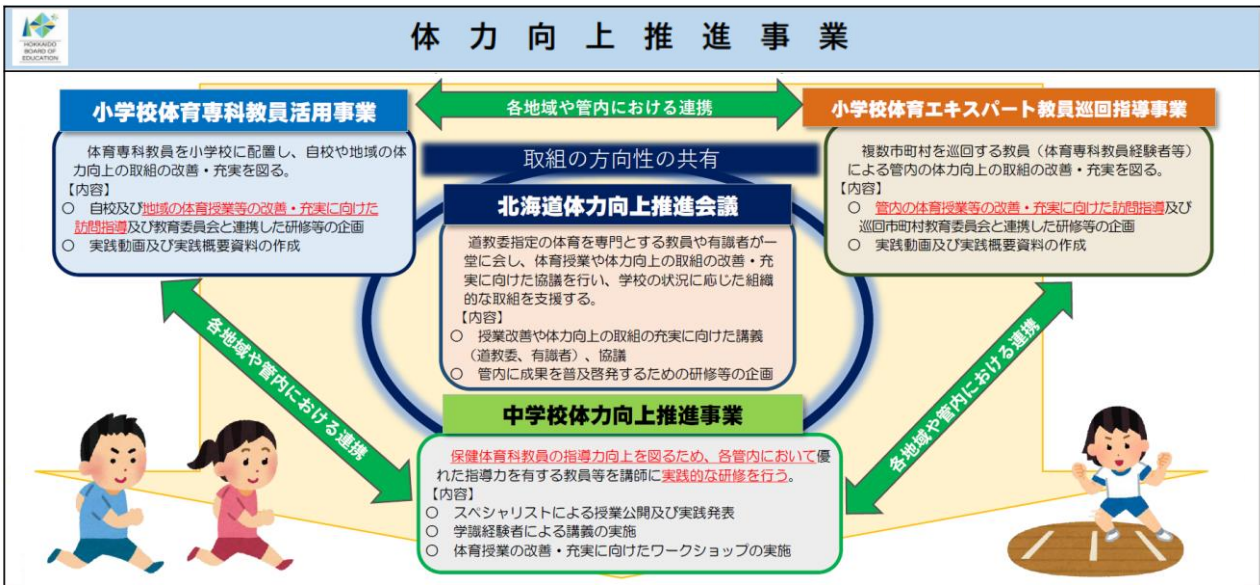 HOKKAIDO
BOARD OF
EDUCATION
体力向上推進事業
小学校体育専科教員活用事業
各地域や管内における連携
小学校体育エキスパート教員巡回指導事業
体育専科教員を小学校に配置し、自校や地域の体
力向上の取組の改善・充実を図る。
【内容】
○ 自校及び地域の体育授業等の改善・充実に向けた
訪問指導及び教育委員会と連携した研修等の企画
○ 実践動画及び実践概要資料の作成
取組の方向性の共有
北海道体力向上推進会議
道教委指定の体育を専門とする教員や有識者が一
堂に会し、体育授業や体力向上の取組の改善・充
実に向けた協議を行い、学校の状況に応じた組織
的な取組を支援する。
【内容】
○ 授業改善や体力向上の取組の充実に向けた講義
（道教委、有識者）、協議
○ 管内に成果を普及啓発するための研修等の企画
複数市町村を巡回する教員（体育専科教員経験者等）
による管内の体力向上の取組の改善・充実を図る。
【内容】
○ 管内の体育授業等の改善・充実に向けた訪問指導及び
巡回市町村教育委員会と連携した研修等の企画
○ 実践動画及び実践概要資料の作成
各地域や管内における連携
各地域や管内における連携
中学校体力向上推進事業
保健体育科教員の指導力向上を図るため、各管内において優
れた指導力を有する教員等を講師に実践的な研修を行う。
【内容】
○ スペシャリストによる授業公開及び実践発表
○ 学識経験者による講義の実施
○ 体育授業の改善・充実に向けたワークショップの実施